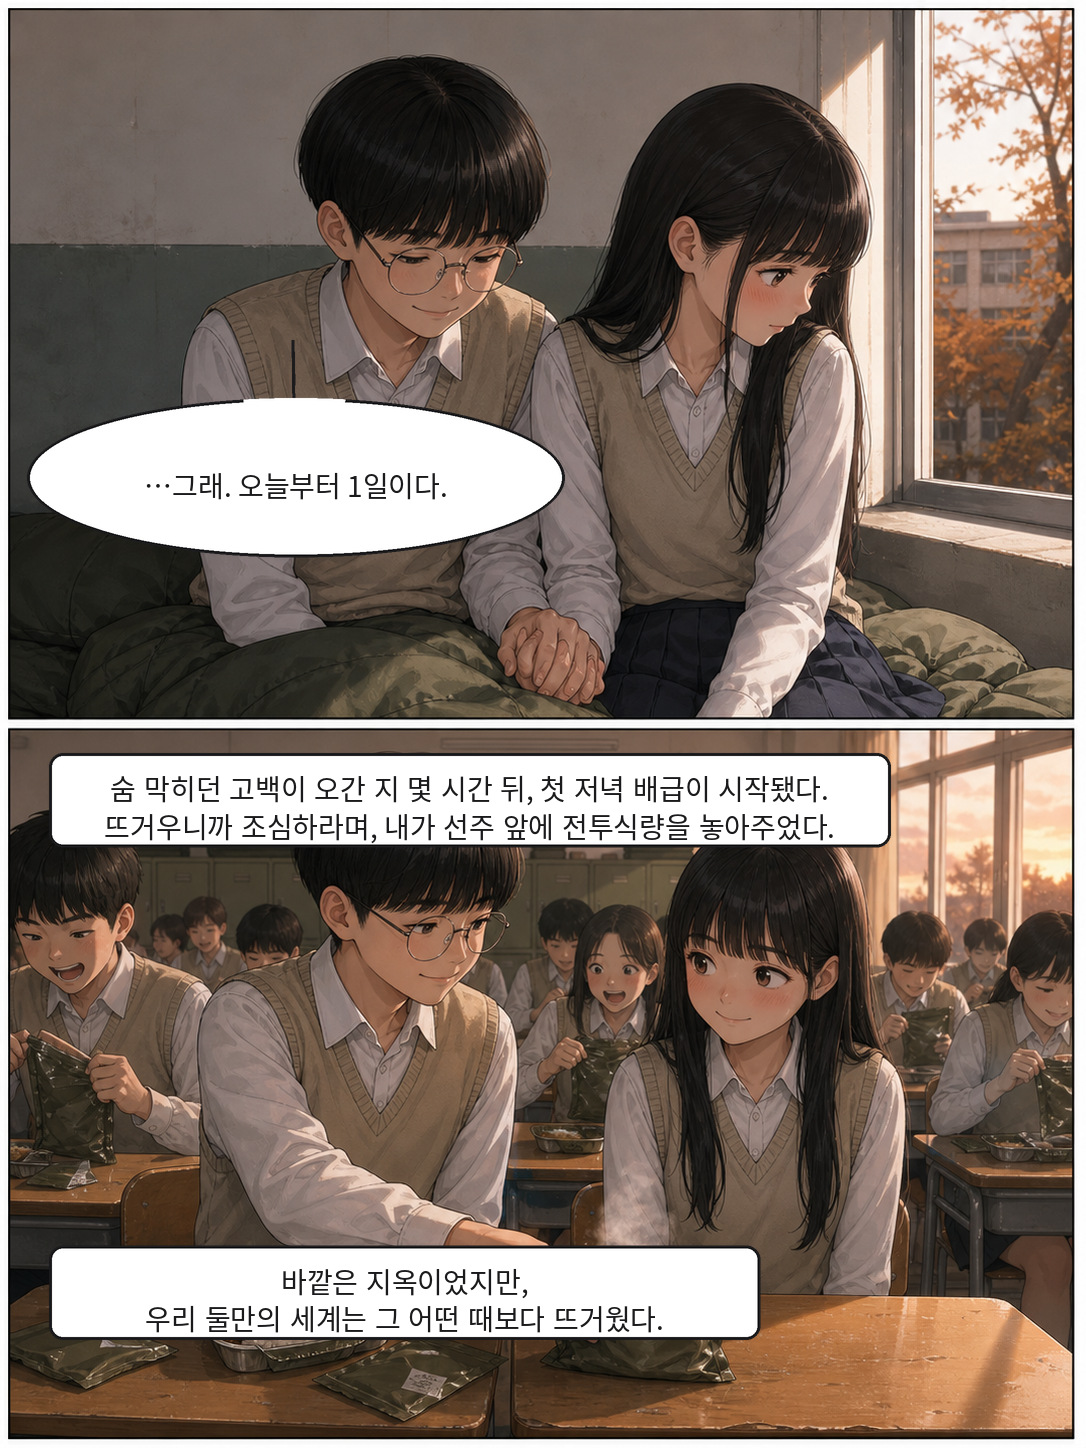 …그래. 오늘부터 1일이다.
숨 막히던 고백이 오간 지 몇 시간 뒤, 첫 저녁 배급이 시작됐다.
뜨거우니까 조심하라며, 내가 선주 앞에 전투식량을 놓아주었다.
바깥은 지옥이었지만,
우리 둘만의 세계는 그 어떤 때보다 뜨거웠다.